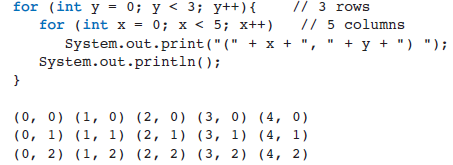 for (int y = 0; y < 3; y++){     // 3 rows
   for (int x = 0; x < 5; x++)    // 5 columns
      System.out.print("(" + x + ", " + y + ") ");
   System.out.println();
}

(0, 0) (1, 0) (2, 0) (3, 0) (4, 0)
(0, 1) (1, 1) (2, 1) (3, 1) (4, 1)
(0, 2) (1, 2) (2, 2) (3, 2) (4, 2)